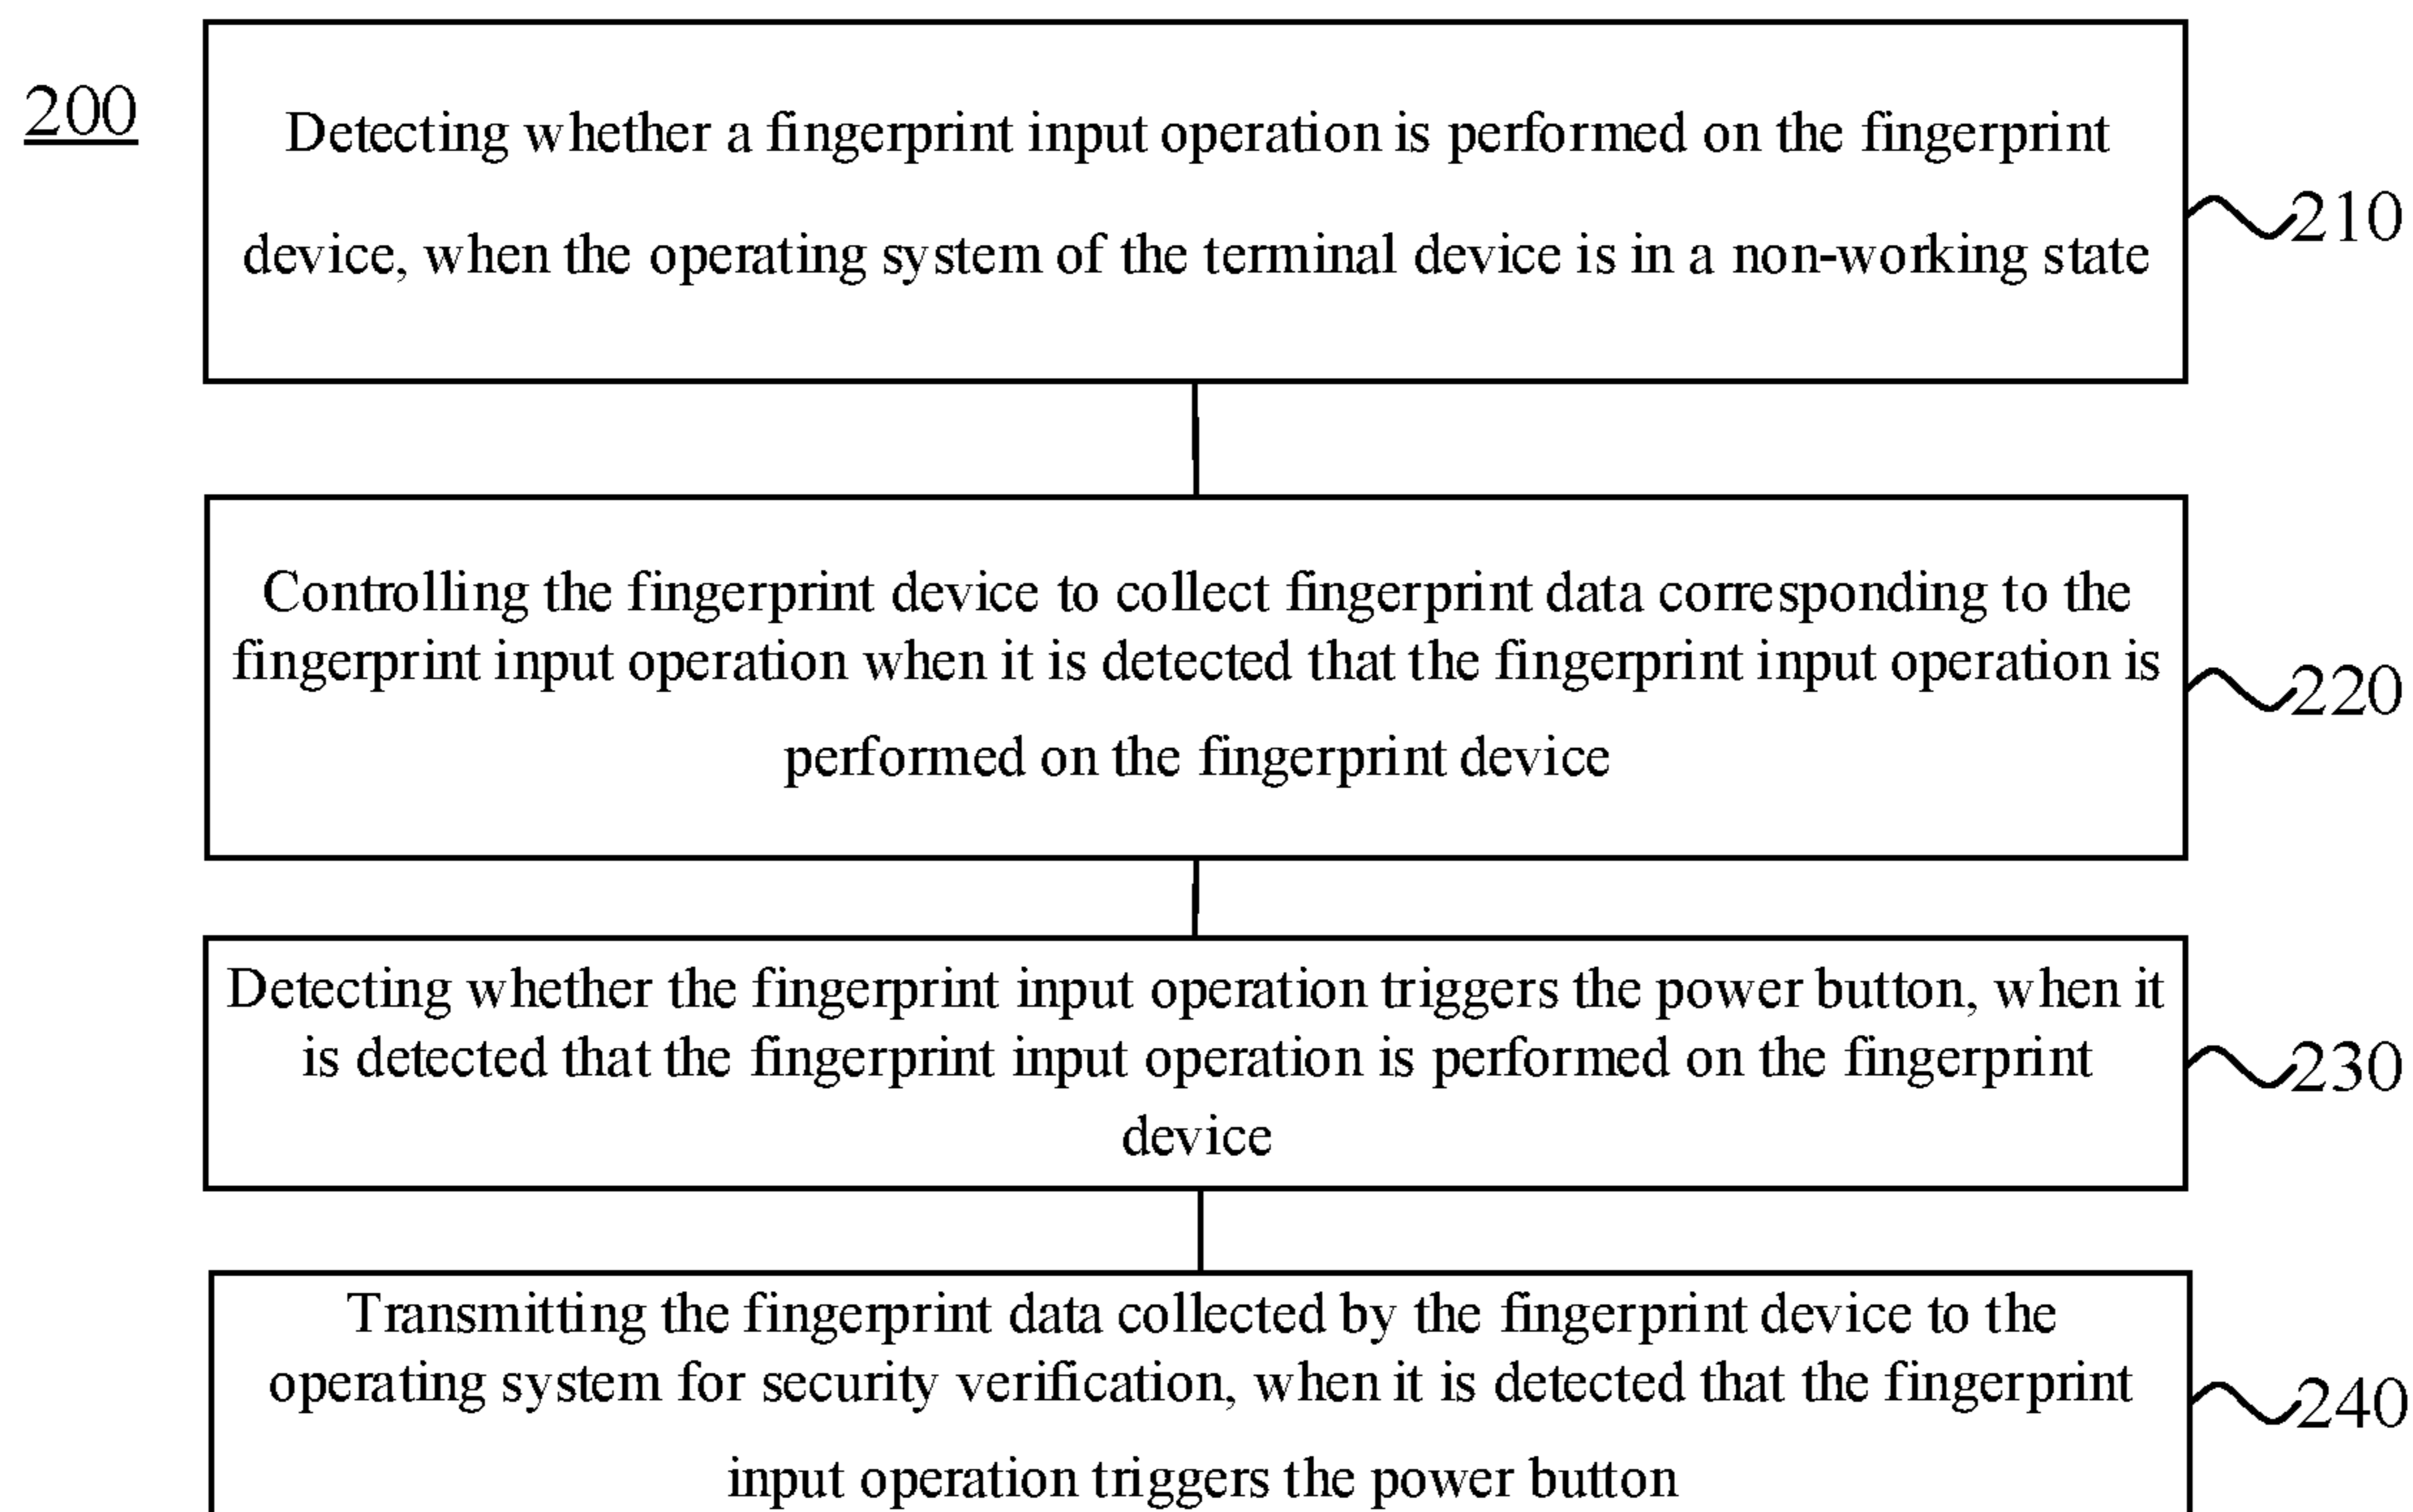 200
Detecting whether a fingerprint input operation is performed on the fingerprint
device, when the operating system of the terminal device is in a non-working state
210
Controlling the fingerprint device to collect fingerprint data corresponding to the
fingerprint input operation when it is detected that the fingerprint input operation is
performed on the fingerprint device
220
Detecting whether the fingerprint input operation triggers the power button, when it
is detected that the fingerprint input operation is performed on the fingerprint
device
230
Transmitting the fingerprint data collected by the fingerprint device to the
operating system for security verification, when it is detected that the fingerprint
input operation triggers the power button
240